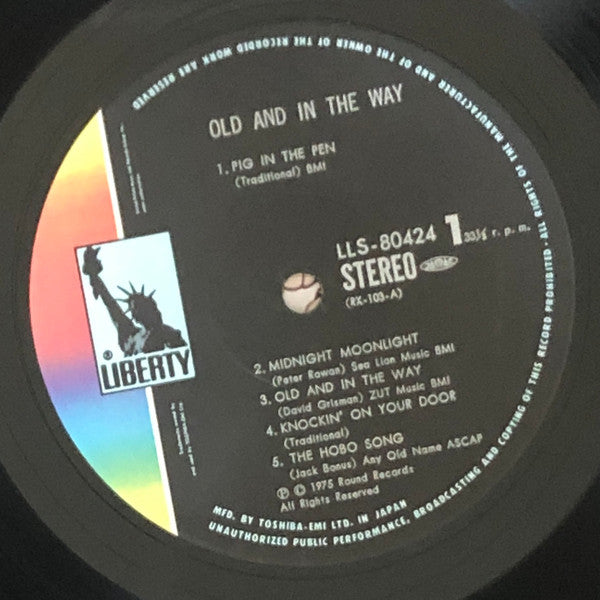 OLD AND IN THE WAY
1. PIG IN THE PEN
(Traditional) BMI
LLS-80424 1 33⅓ r. p. m.
STEREO
(RX-103-A)
® LIBERTY
2. MIDNIGHT MOONLIGHT
(Peter Rowan) Sea Lion Music BMI
3. OLD AND IN THE WAY
(David Grisman) ZUT Music BMI
4. KNOCKIN' ON YOUR DOOR
(Traditional)
5. THE HOBO SONG
(Jack Bonus) Any Old Name ASCAP
℗ © 1975 Round Records
All Rights Reserved
MFD. BY TOSHIBA-EMI LTD. IN JAPAN
ALL RIGHTS OF THE MANUFACTURER AND OF THE OWNER OF THE RECORDED WORK ARE RESERVED
UNAUTHORIZED PUBLIC PERFORMANCE, BROADCASTING AND COPYING OF THIS RECORD PROHIBITED·